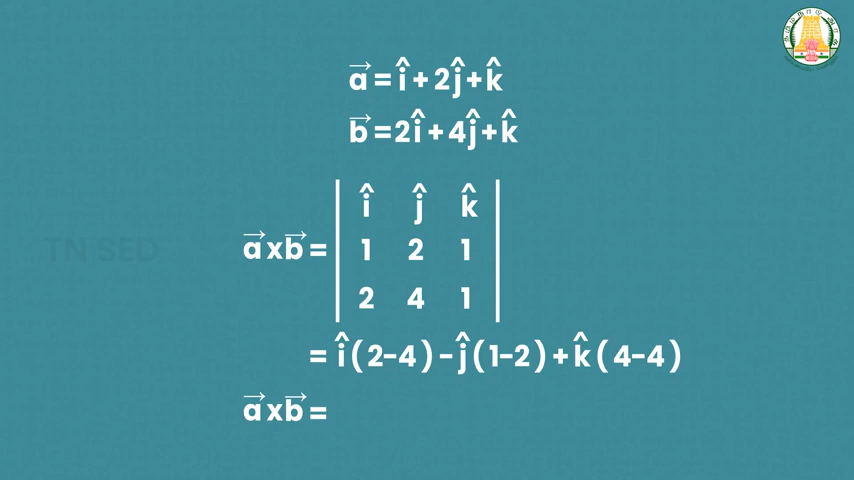 a⃗ = î + 2ĵ + k̂
b⃗ = 2î + 4ĵ + k̂
î ĵ k̂
a⃗ x b⃗ = 1 2 1
2 4 1
= î ( 2-4 ) - ĵ ( 1-2 ) + k̂ ( 4-4 )
a⃗ x b⃗ =
TN SED